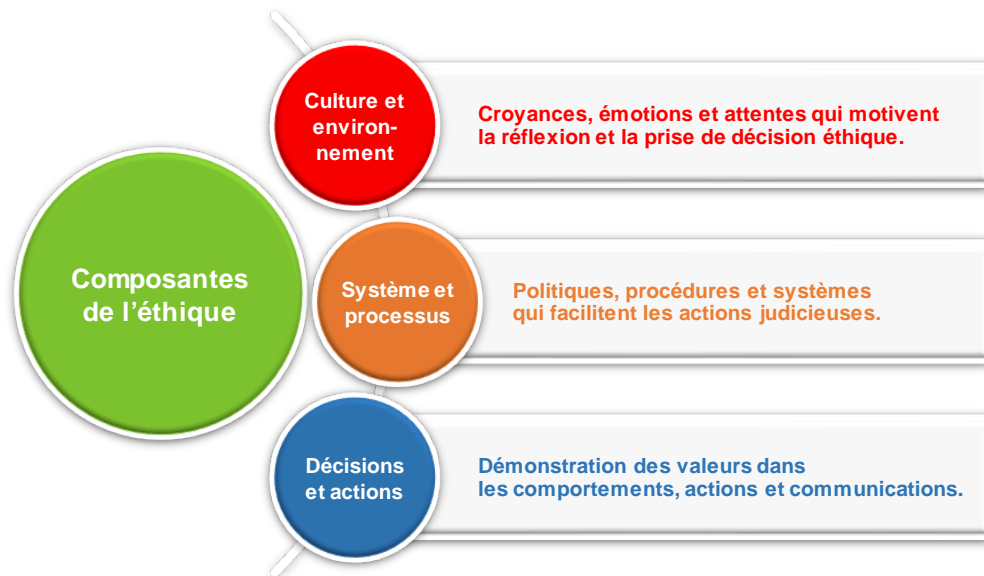 Composantes
de l’éthique
Culture et
environ-
nement
Croyances, émotions et attentes qui motivent
la réflexion et la prise de décision éthique.
Système et
processus
Politiques, procédures et systèmes
qui facilitent les actions judicieuses.
Décisions
et actions
Démonstration des valeurs dans
les comportements, actions et communications.